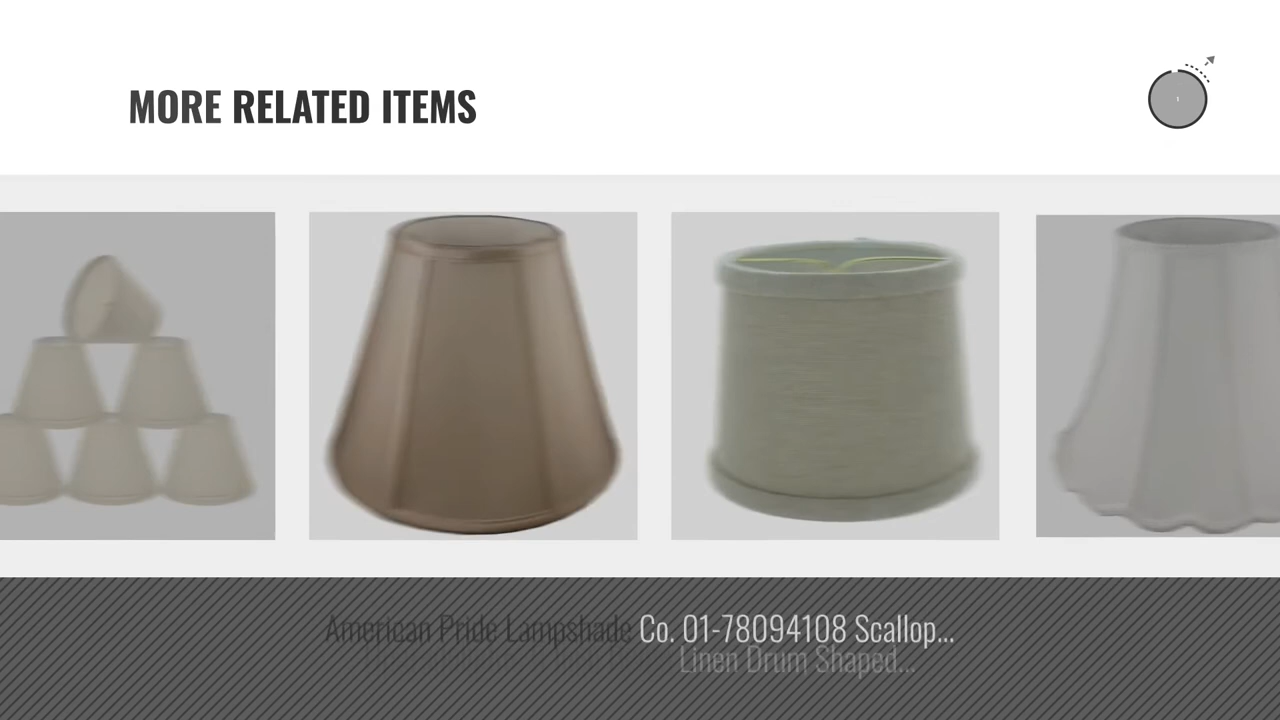 MORE RELATED ITEMS
American Pride Lampshade Co. 01-78094108 Scallop...
Linen Drum Shaped...